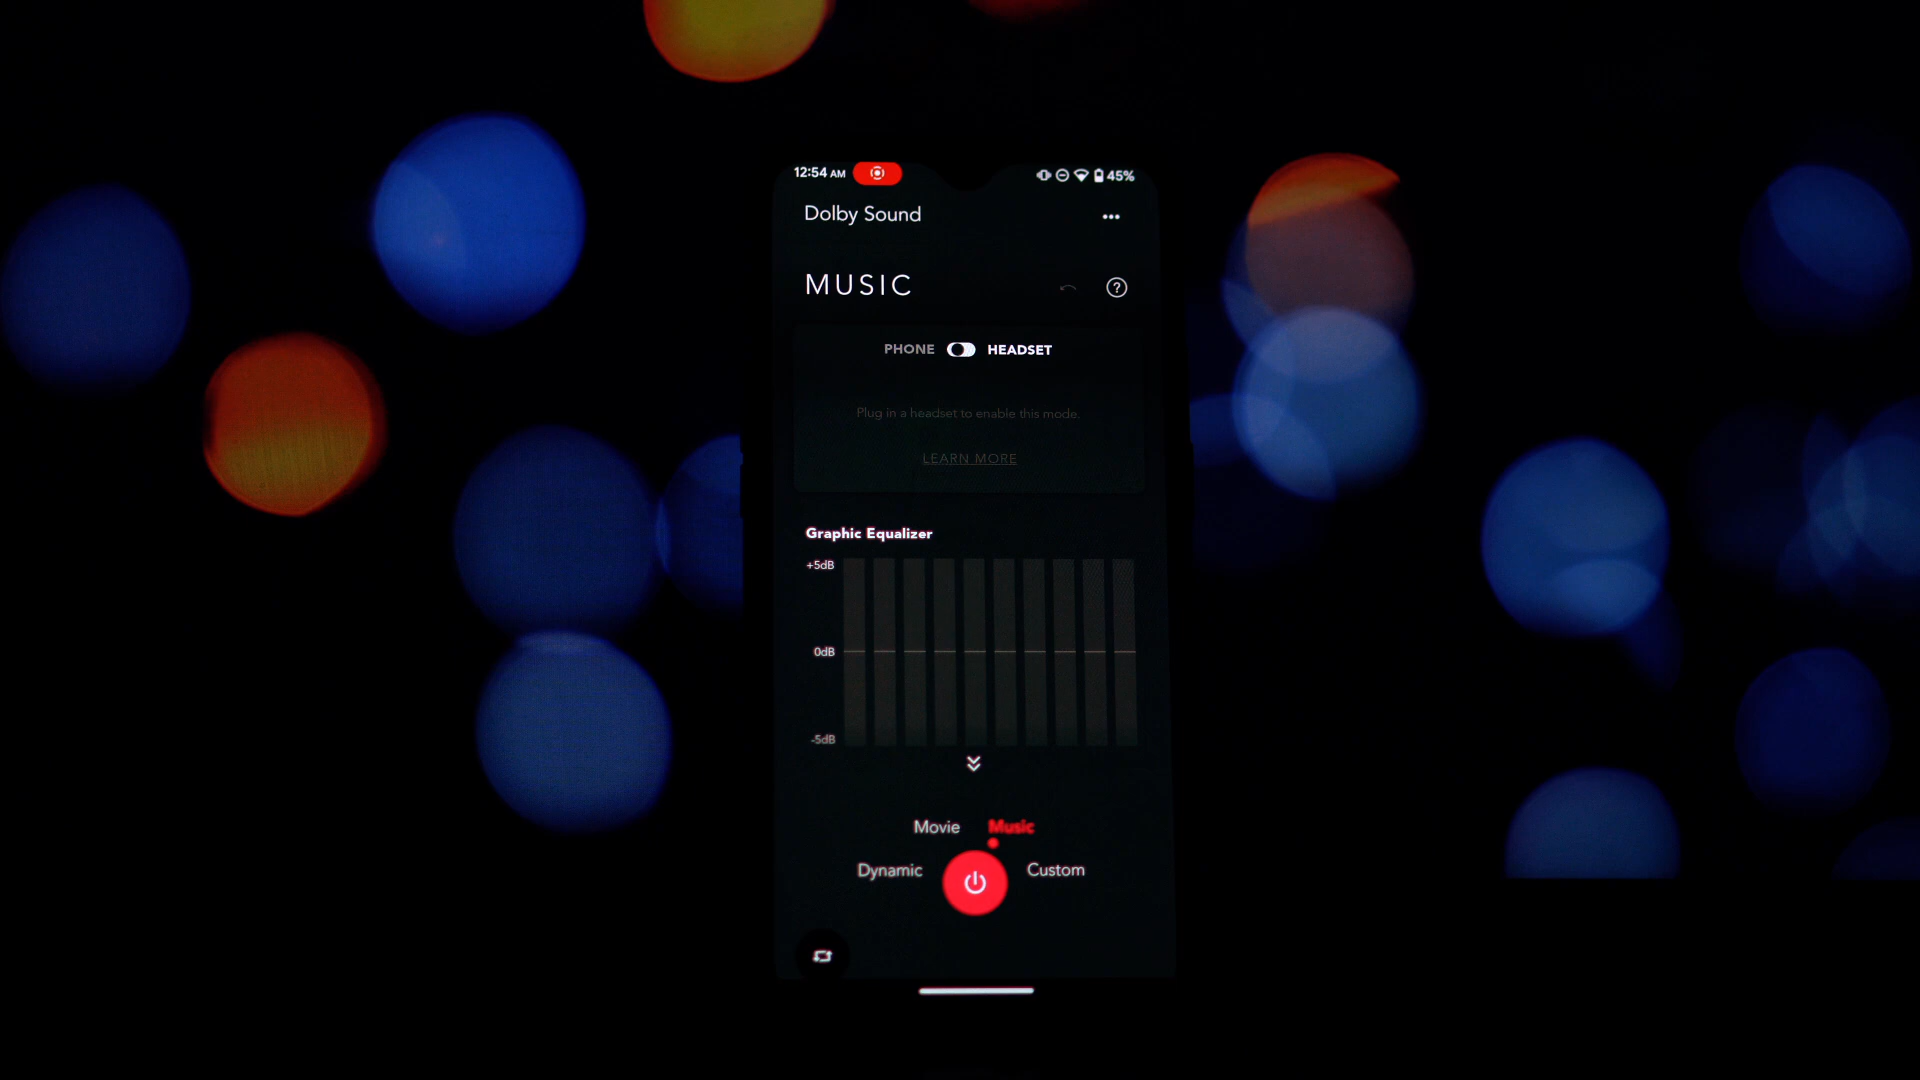 12:54 AM 45%
Dolby Sound
MUSIC
PHONE HEADSET
Plug in a headset to enable this mode.
LEARN MORE
Graphic Equalizer
+5dB
0dB
-5dB
Movie Music
Dynamic Custom